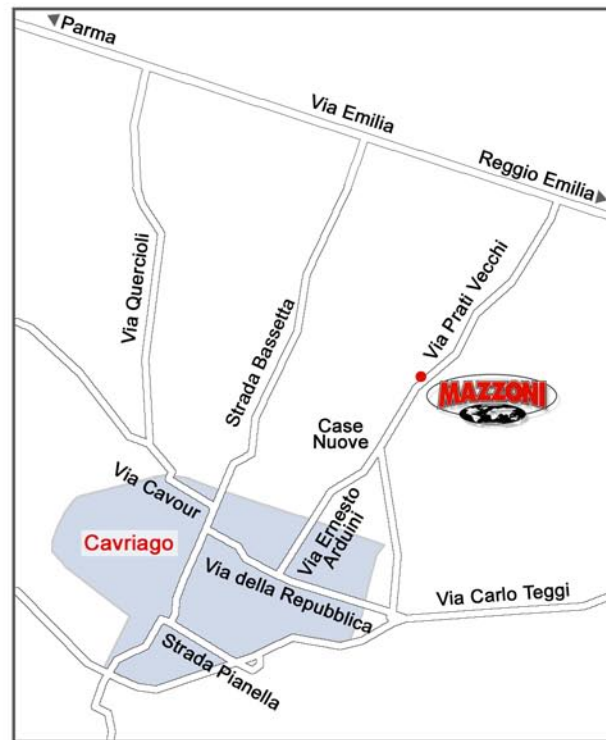 Parma
Via Emilia
Reggio Emilia
Via Quercioli
Strada Bassetta
Via Prati Vecchi
MAZZONI
Case
Nuove
Via Cavour
Via Ernesto
Arduini
Cavriago
Via della Repubblica
Via Carlo Teggi
Strada Pianella